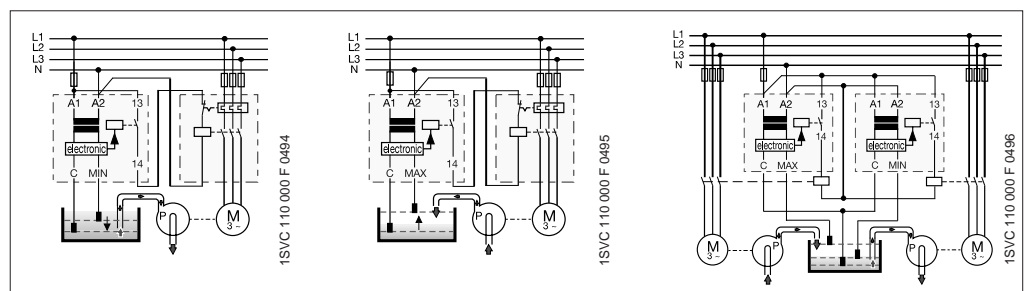 L1
L2
L3
N
A1 A2 13
electronic
14
C MIN
P
M
3 ~
1SVC 110 000 F 0494
L1
L2
L3
N
A1 A2 13
electronic
14
C MAX
P
M
3 ~
1SVC 110 000 F 0495
L1
L2
L3
N
A1 A2 13 A1 A2 13
14 14
electronic electronic
C MAX C MIN
M
3 ~
P
P
M
3 ~
1SVC 110 000 F 0496